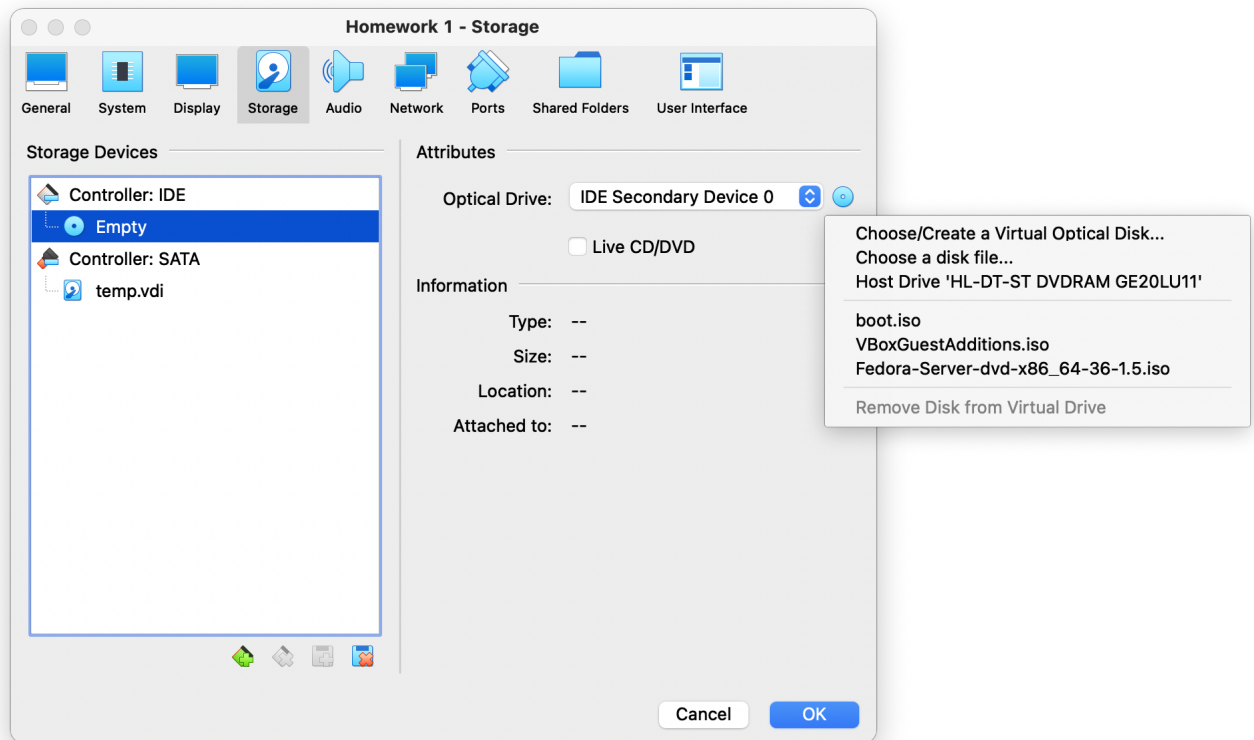 Homework 1 - Storage
General System Display Storage Audio Network Ports Shared Folders User Interface
Storage Devices
Controller: IDE
Empty
Controller: SATA
temp.vdi
Attributes
Optical Drive: IDE Secondary Device 0
Live CD/DVD
Information
Type: --
Size: --
Location: --
Attached to: --
Choose/Create a Virtual Optical Disk...
Choose a disk file...
Host Drive 'HL-DT-ST DVDRAM GE20LU11'
boot.iso
VBoxGuestAdditions.iso
Fedora-Server-dvd-x86_64-36-1.5.iso
Remove Disk from Virtual Drive
Cancel OK